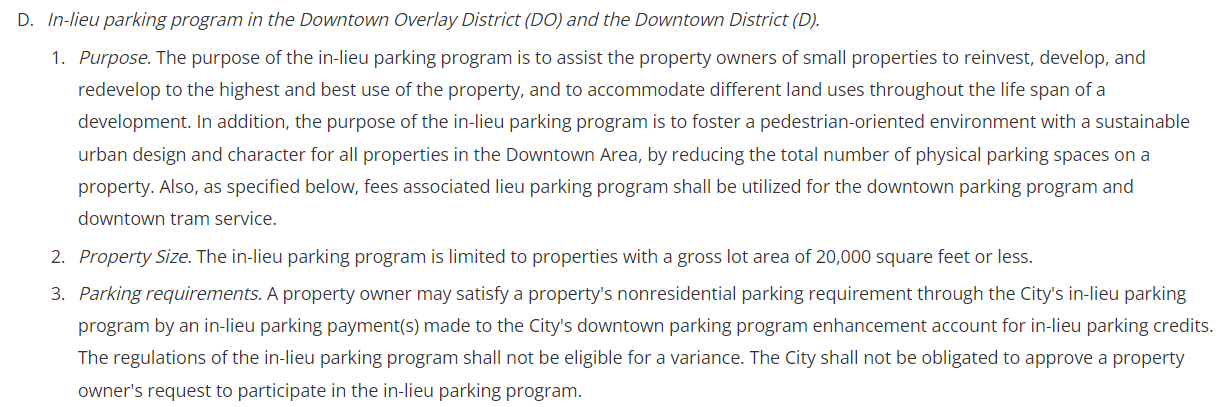 D. In-lieu parking program in the Downtown Overlay District (DO) and the Downtown District (D).
1. Purpose. The purpose of the in-lieu parking program is to assist the property owners of small properties to reinvest, develop, and
redevelop to the highest and best use of the property, and to accommodate different land uses throughout the life span of a
development. In addition, the purpose of the in-lieu parking program is to foster a pedestrian-oriented environment with a sustainable
urban design and character for all properties in the Downtown Area, by reducing the total number of physical parking spaces on a
property. Also, as specified below, fees associated lieu parking program shall be utilized for the downtown parking program and
downtown tram service.
2. Property Size. The in-lieu parking program is limited to properties with a gross lot area of 20,000 square feet or less.
3. Parking requirements. A property owner may satisfy a property's nonresidential parking requirement through the City's in-lieu parking
program by an in-lieu parking payment(s) made to the City's downtown parking program enhancement account for in-lieu parking credits.
The regulations of the in-lieu parking program shall not be eligible for a variance. The City shall not be obligated to approve a property
owner's request to participate in the in-lieu parking program.